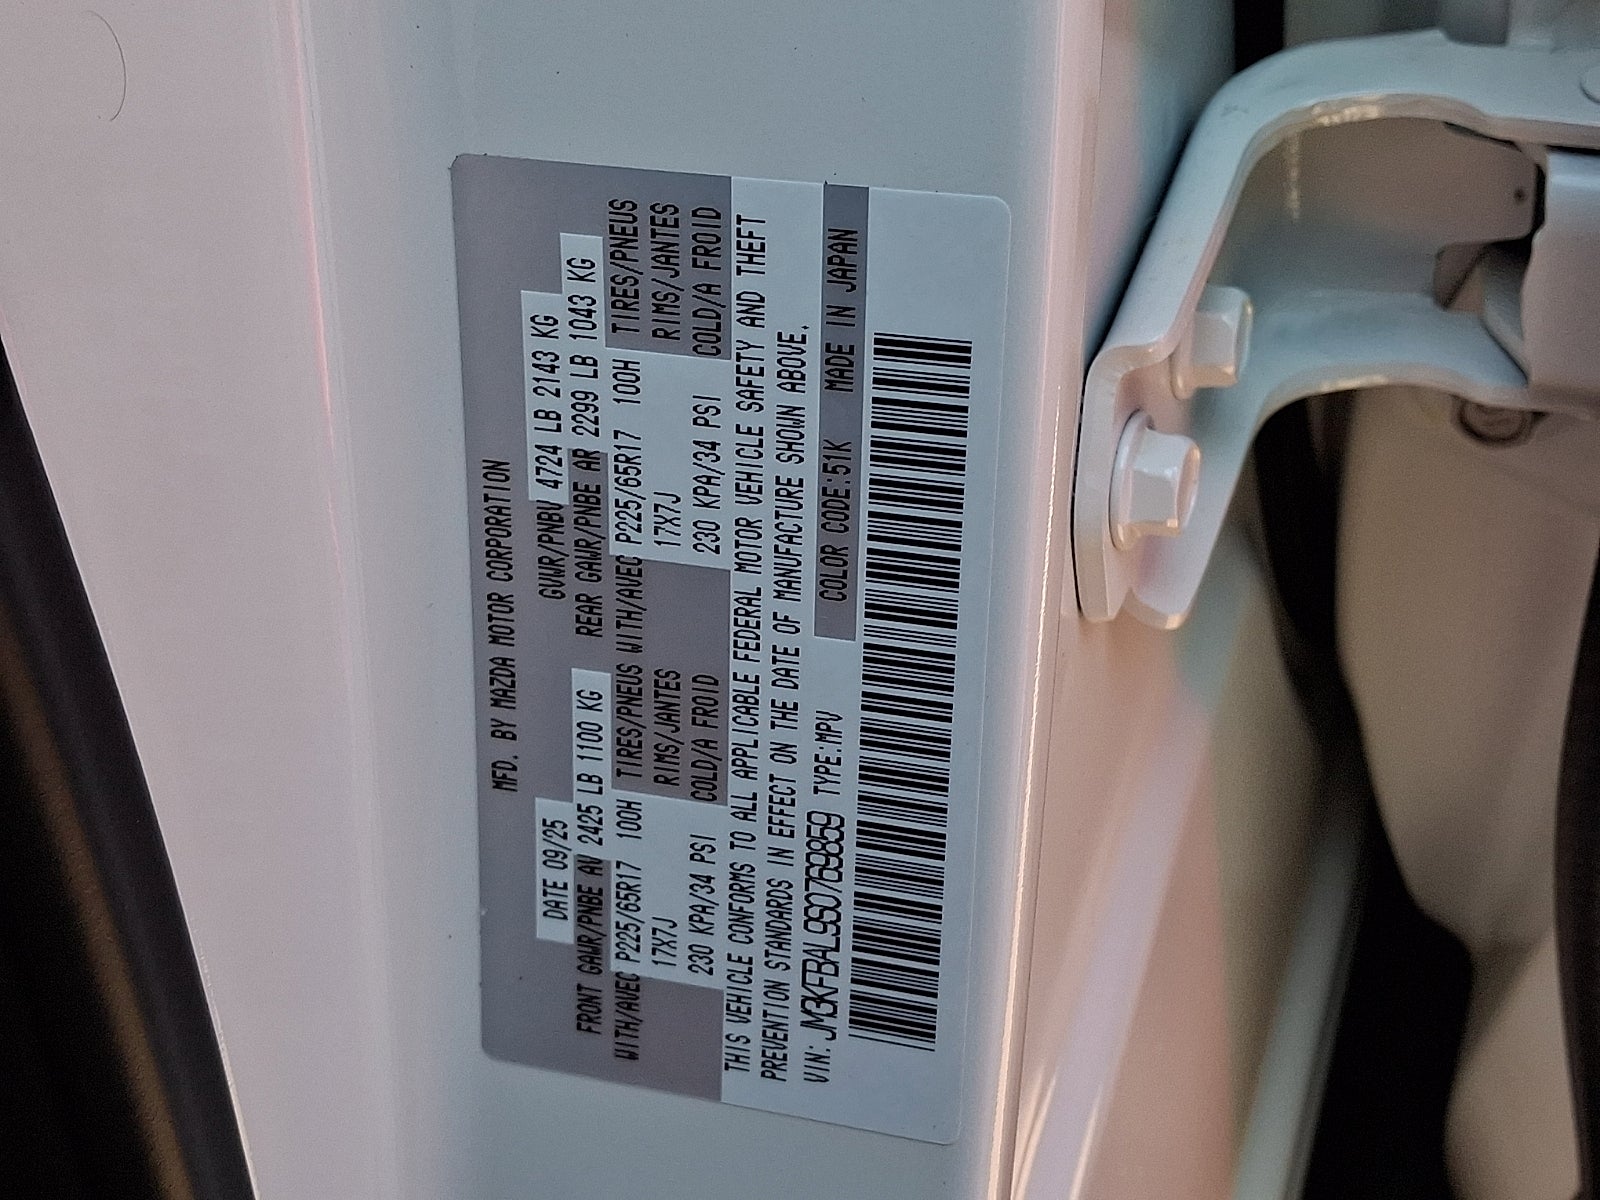 MFD. BY MAZDA MOTOR CORPORATION
DATE 09/25 GVWR/PNBV 4724 LB 2143 KG
FRONT GAWR/PNBE AV 2425 LB 1100 KG REAR GAWR/PNBE AR 2299 LB 1043 KG
WITH/AVEC P225/65R17 100H TIRES/PNEUS WITH/AVEC P225/65R17 100H TIRES/PNEUS
17X7J RIMS/JANTES 17X7J RIMS/JANTES
230 KPA/34 PSI COLD/A FROID 230 KPA/34 PSI COLD/A FROID
THIS VEHICLE CONFORMS TO ALL APPLICABLE FEDERAL MOTOR VEHICLE SAFETY AND THEFT
PREVENTION STANDARDS IN EFFECT ON THE DATE OF MANUFACTURE SHOWN ABOVE.
VIN: JM3KFBAL9S0769859 TYPE:MPV COLOR CODE:51K MADE IN JAPAN